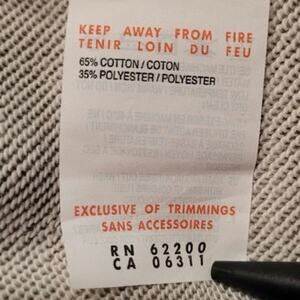 KEEP AWAY FROM FIRE
TENIR LOIN DU FEU
65% COTTON/COTON
35% POLYESTER/POLYESTER
EXCLUSIVE OF TRIMMINGS
SANS ACCESSOIRES
RN 62200
CA 06311